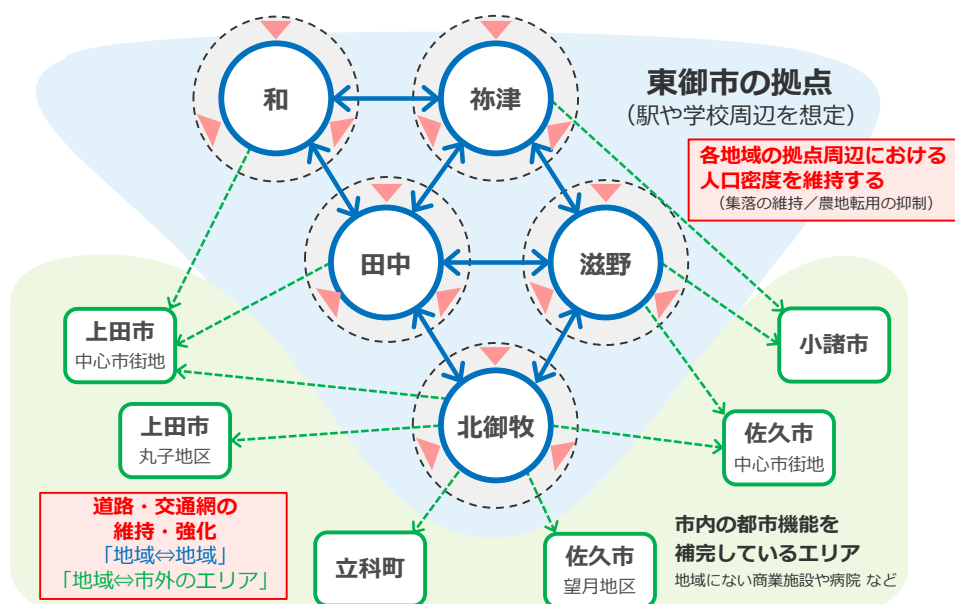 和
祢津
東御市の拠点
（駅や学校周辺を想定）
各地域の拠点周辺における
人口密度を維持する
（集落の維持／農地転用の抑制）
田中
滋野
上田市
中心市街地
小諸市
北御牧
上田市
丸子地区
佐久市
中心市街地
道路・交通網の
維持・強化
「地域⇔地域」
「地域⇔市外のエリア」
立科町
佐久市
望月地区
市内の都市機能を
補完しているエリア
地域にない商業施設や病院 など